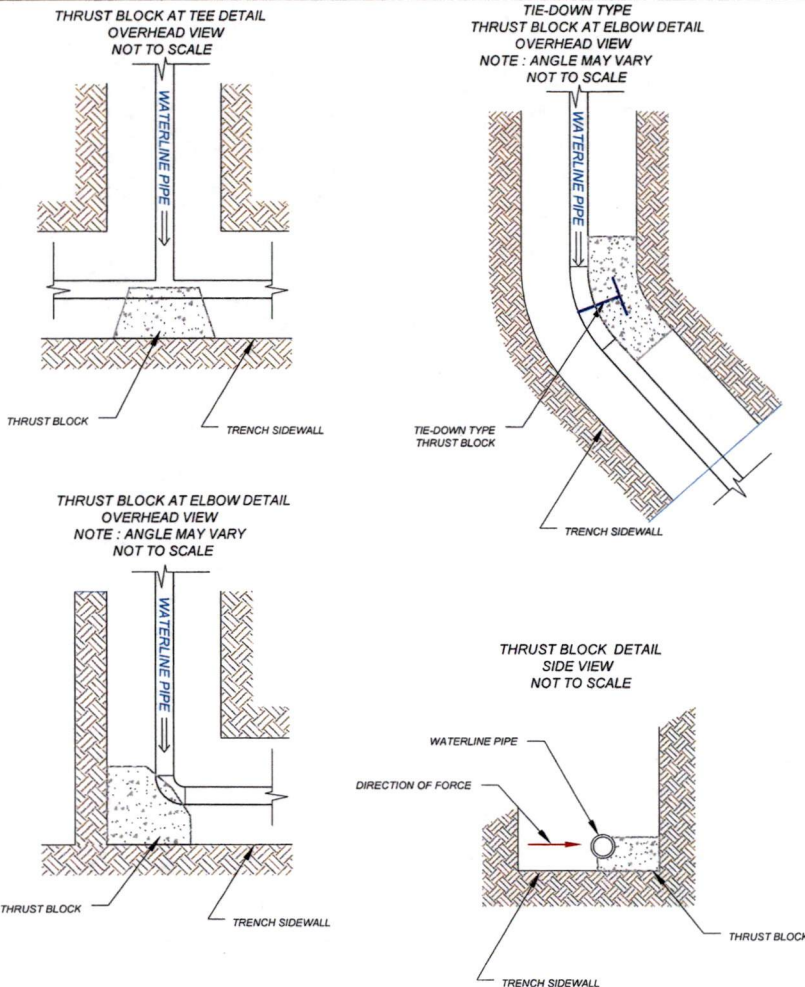 THRUST BLOCK AT TEE DETAIL
OVERHEAD VIEW
NOT TO SCALE
WATERLINE PIPE
THRUST BLOCK
TRENCH SIDEWALL
TIE-DOWN TYPE
THRUST BLOCK AT ELBOW DETAIL
OVERHEAD VIEW
NOTE : ANGLE MAY VARY
NOT TO SCALE
WATERLINE PIPE
TIE-DOWN TYPE
THRUST BLOCK
TRENCH SIDEWALL
THRUST BLOCK AT ELBOW DETAIL
OVERHEAD VIEW
NOTE : ANGLE MAY VARY
NOT TO SCALE
WATERLINE PIPE
THRUST BLOCK
TRENCH SIDEWALL
THRUST BLOCK DETAIL
SIDE VIEW
NOT TO SCALE
WATERLINE PIPE
DIRECTION OF FORCE
THRUST BLOCK
TRENCH SIDEWALL